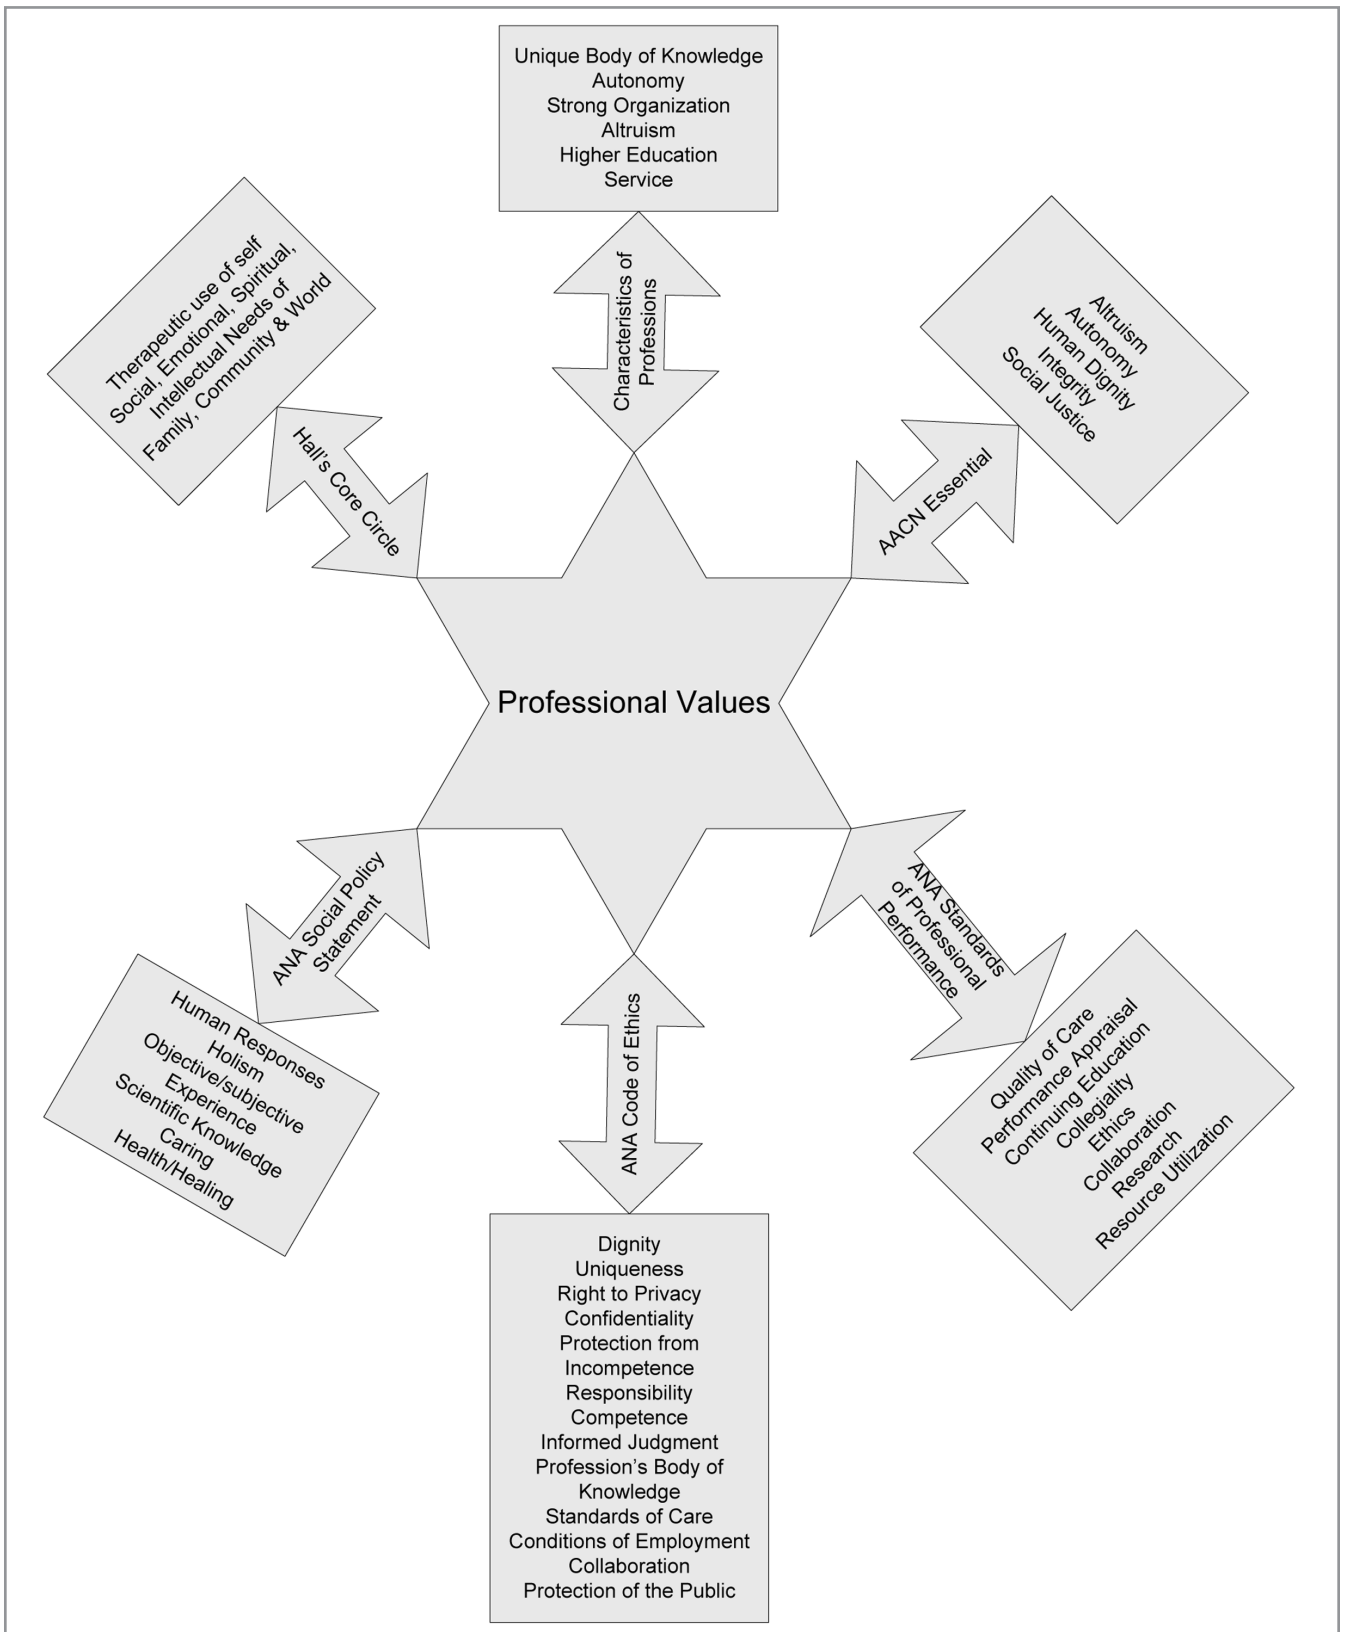 Unique Body of Knowledge
Autonomy
Strong Organization
Altruism
Higher Education
Service
Characteristics of
Professions
Therapeutic use of self
Social, Emotional, Spiritual,
Intellectual Needs of
Family, Community & World
Hall’s Core Circle
Altruism
Autonomy
Human Dignity
Integrity
Social Justice
AACN Essential
Professional Values
ANA Social Policy
Statement
Human Responses
Holism
Objective/subjective
Experience
Scientific Knowledge
Caring
Health/Healing
ANA Standards
of Professional
Performance
Quality of Care
Performance Appraisal
Continuing Education
Collegiality
Ethics
Collaboration
Research
Resource Utilization
ANA Code of Ethics
Dignity
Uniqueness
Right to Privacy
Confidentiality
Protection from
Incompetence
Responsibility
Competence
Informed Judgment
Profession’s Body of
Knowledge
Standards of Care
Conditions of Employment
Collaboration
Protection of the Public